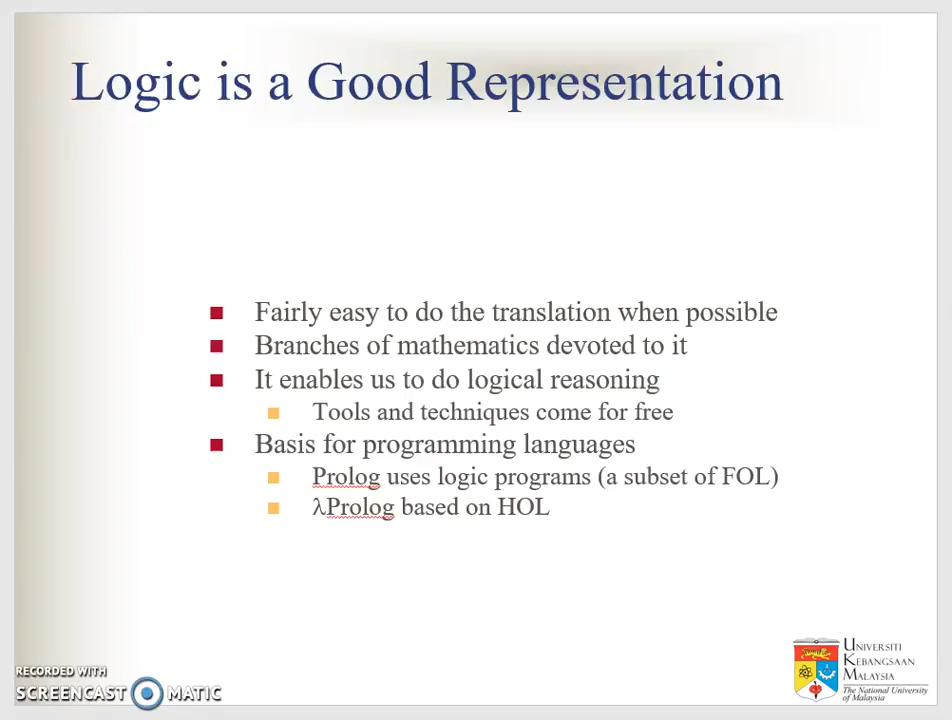 Logic is a Good Representation
Fairly easy to do the translation when possible
Branches of mathematics devoted to it
It enables us to do logical reasoning
Tools and techniques come for free
Basis for programming languages
Prolog uses logic programs (a subset of FOL)
λProlog based on HOL
RECORDED WITH
SCREENCAST MATIC
UNIVERSITI
KEBANGSAAN
MALAYSIA
The National University
of Malaysia